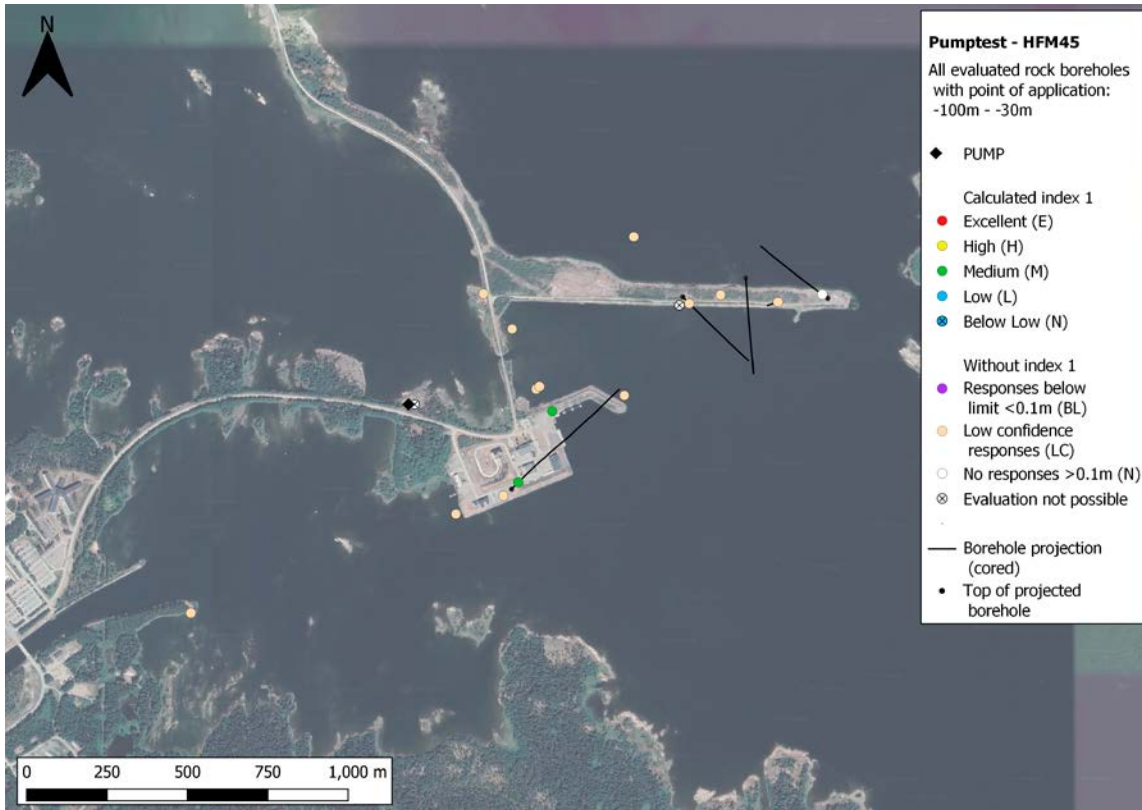 N
Pumptest - HFM45
All evaluated rock boreholes
with point of application:
-100m - -30m
PUMP
Calculated index 1
Excellent (E)
High (H)
Medium (M)
Low (L)
Below Low (N)
Without index 1
Responses below
limit <0.1m (BL)
Low confidence
responses (LC)
No responses >0.1m (N)
Evaluation not possible
Borehole projection
(cored)
Top of projected
borehole
0 250 500 750 1,000 m